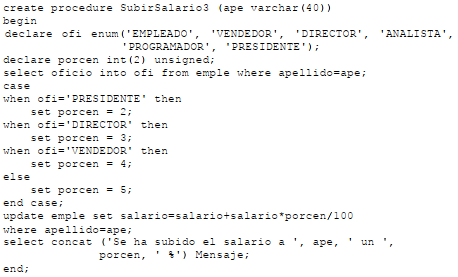 create procedure SubirSalario3 (ape varchar(40))
begin
declare ofi enum('EMPLEADO', 'VENDEDOR', 'DIRECTOR', 'ANALISTA',
'PROGRAMADOR', 'PRESIDENTE');
declare porcen int(2) unsigned;
select oficio into ofi from emple where apellido=ape;
case
when ofi='PRESIDENTE' then
set porcen = 2;
when ofi='DIRECTOR' then
set porcen = 3;
when ofi='VENDEDOR' then
set porcen = 4;
else
set porcen = 5;
end case;
update emple set salario=salario+salario*porcen/100
where apellido=ape;
select concat ('Se ha subido el salario a ', ape, ' un ',
porcen, ' %') Mensaje;
end;